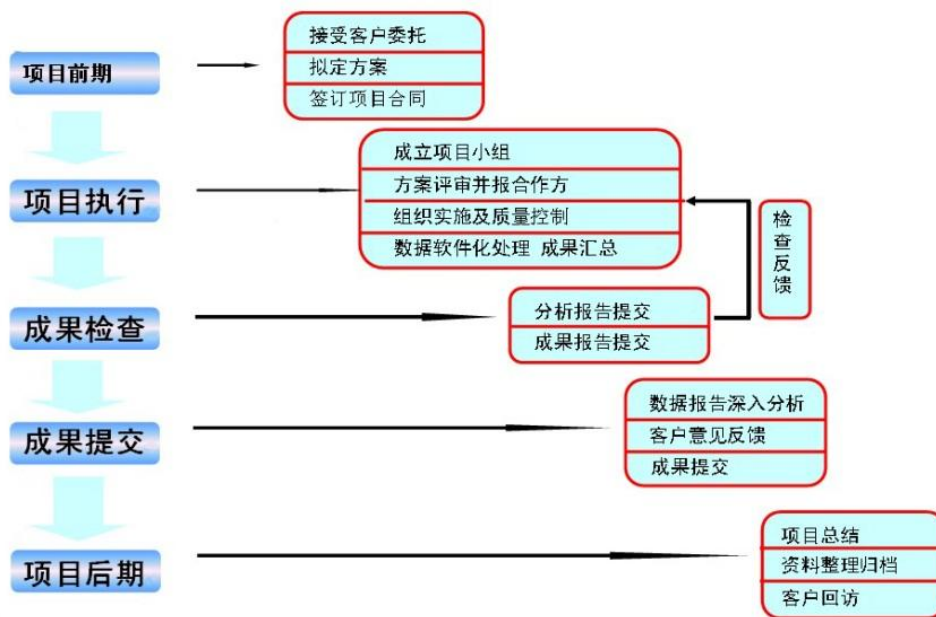 项目前期
接受客户委托
拟定方案
签订项目合同
项目执行
成立项目小组
方案评审并报合作方
组织实施及质量控制
数据软件化处理 成果汇总
检查反馈
成果检查
分析报告提交
成果报告提交
成果提交
数据报告深入分析
客户意见反馈
成果提交
项目后期
项目总结
资料整理归档
客户回访